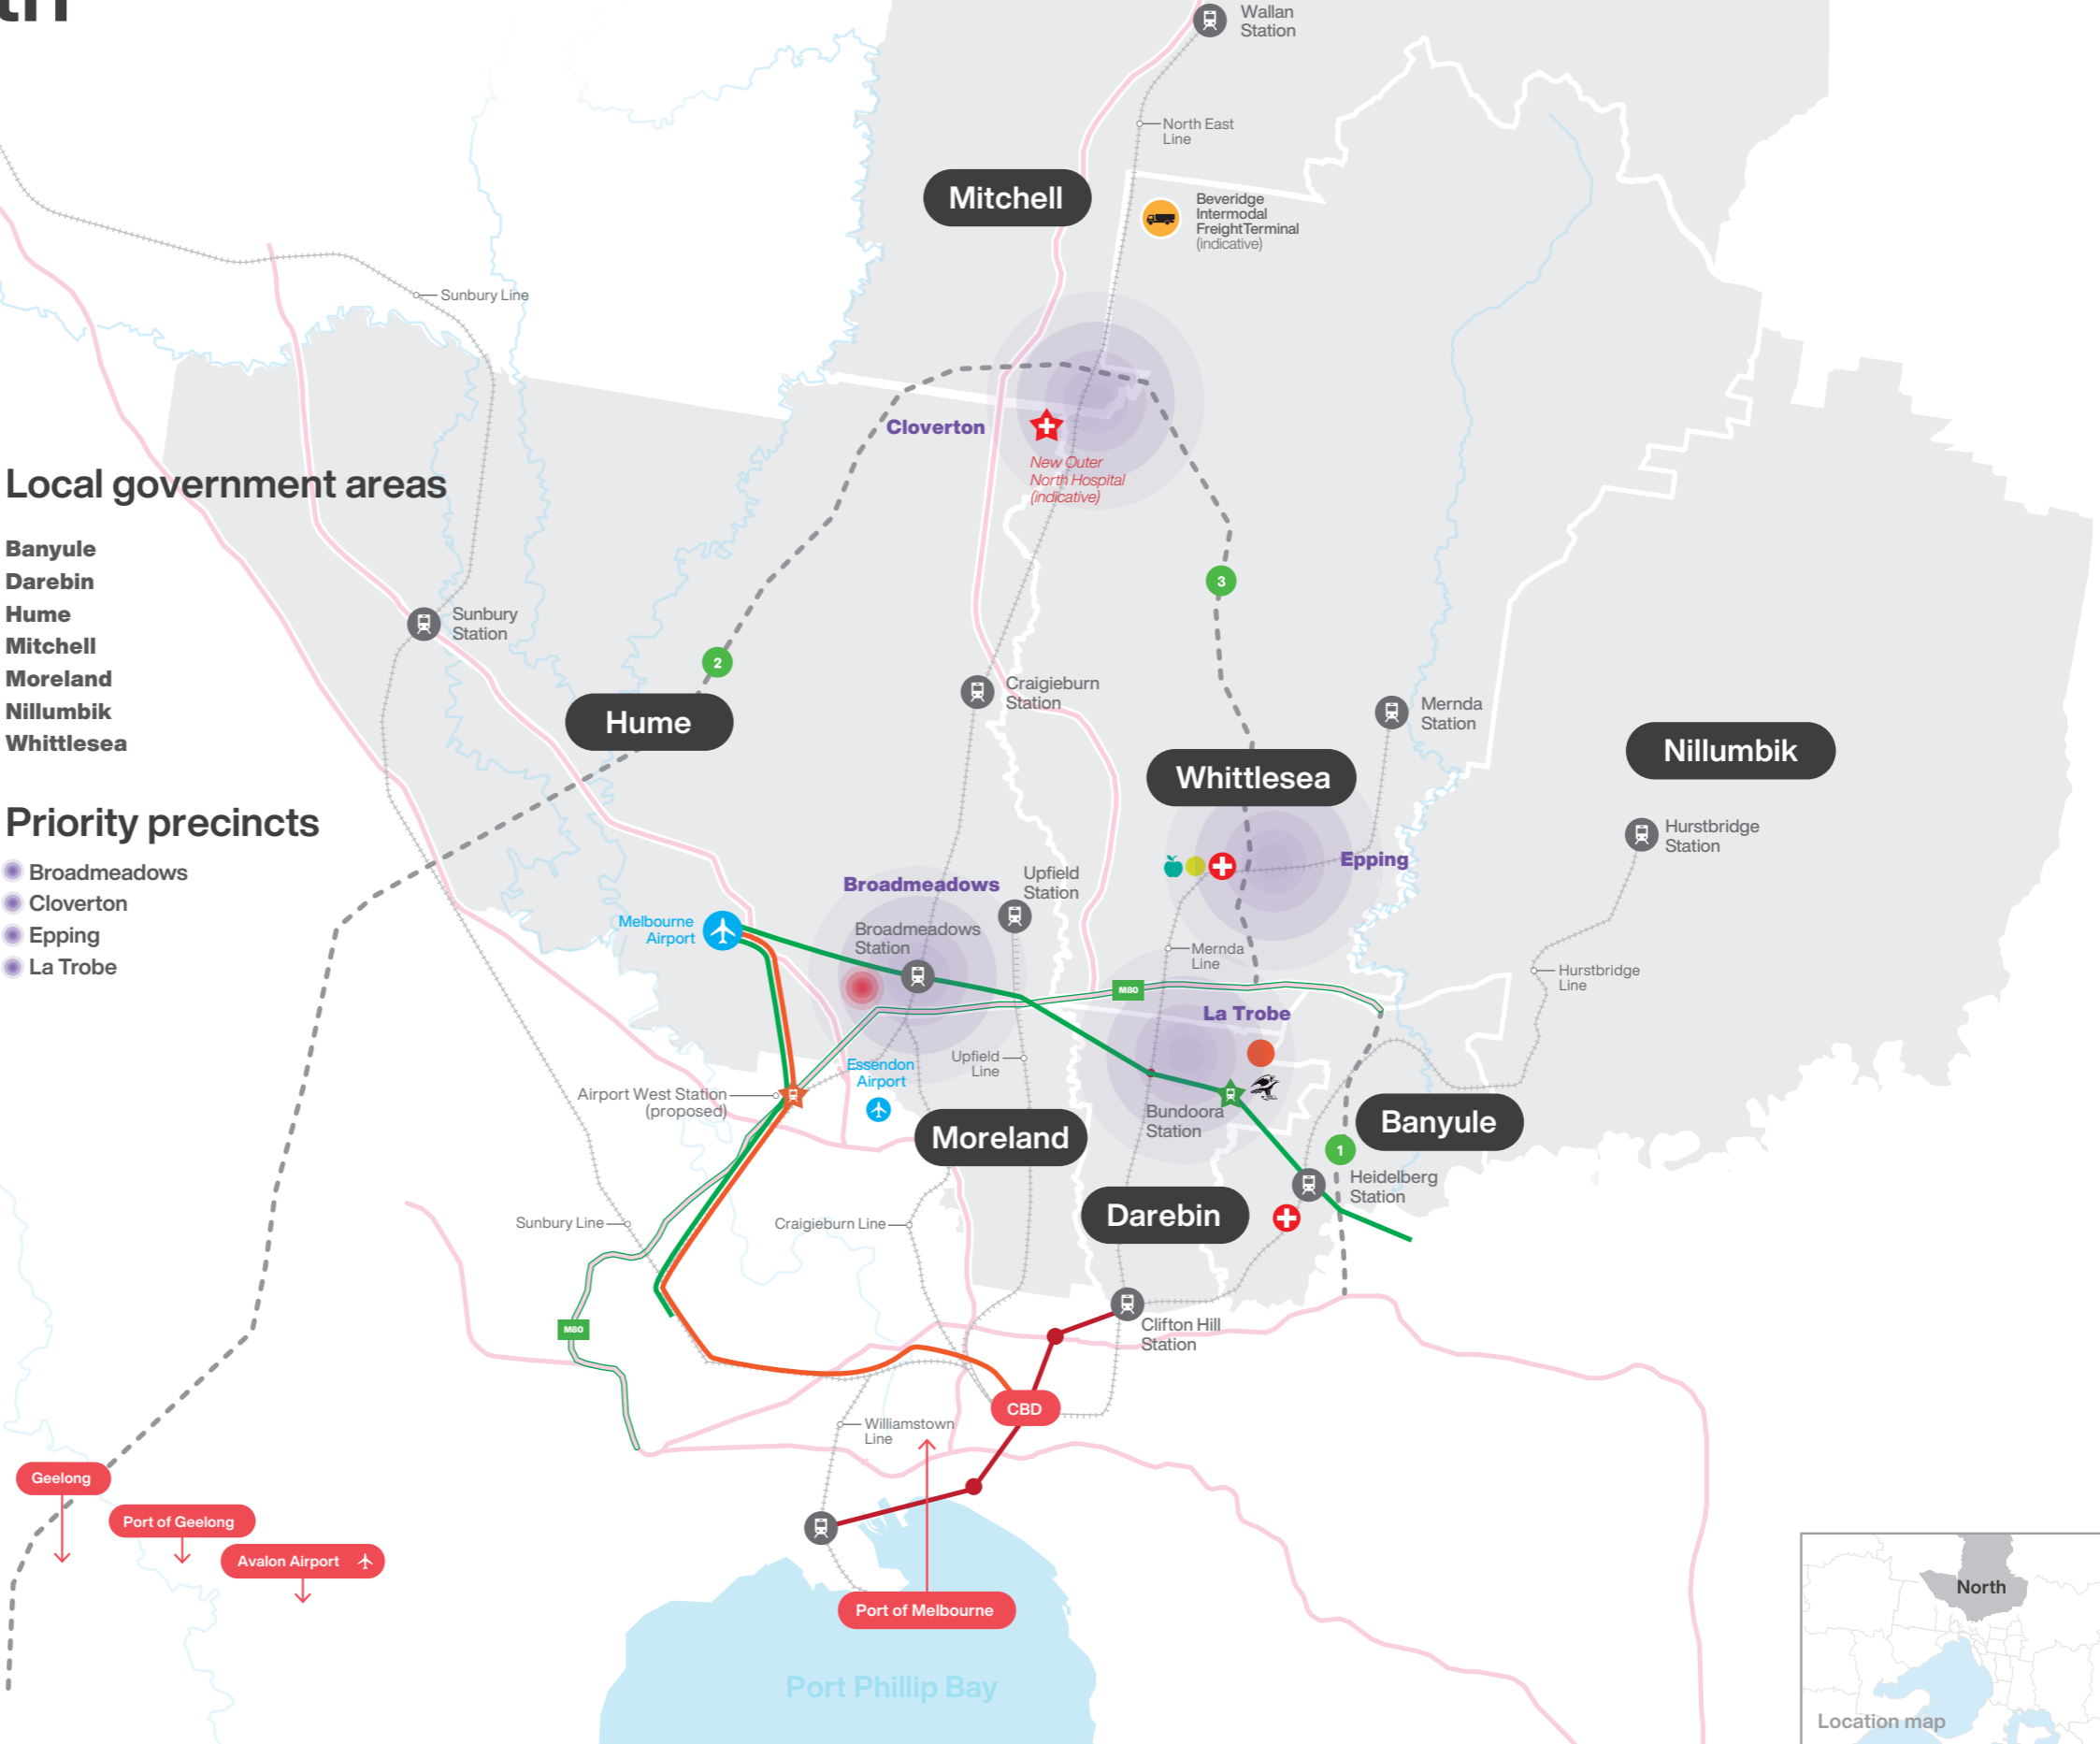 Wallan
Station
North East
Line
Mitchell
Beveridge
Intermodal
FreightTerminal
(indicative)
Sunbury Line
Cloverton
New Outer
North Hospital
(indicative)
Local government areas
Banyule
Darebin
Hume
Mitchell
Moreland
Nillumbik
Whittlesea
Priority precincts
Broadmeadows
Cloverton
Epping
La Trobe
3
Sunbury
Station
2
Hume
Craigieburn
Station
Mernda
Station
Whittlesea
Nillumbik
Hurstbridge
Station
Epping
Broadmeadows
Upfield
Station
Melbourne
Airport
Broadmeadows
Station
Mernda
Line
Hurstbridge
Line
M80
La Trobe
Upfield
Line
Essendon
Airport
Airport West Station
(proposed)
Bundoora
Station
Moreland
Banyule
1
Heidelberg
Station
Darebin
Sunbury Line
Craigieburn Line
M80
Clifton Hill
Station
CBD
Williamstown
Line
Geelong
Port of Geelong
Avalon Airport
Port of Melbourne
Port Phillip Bay
North
Location map